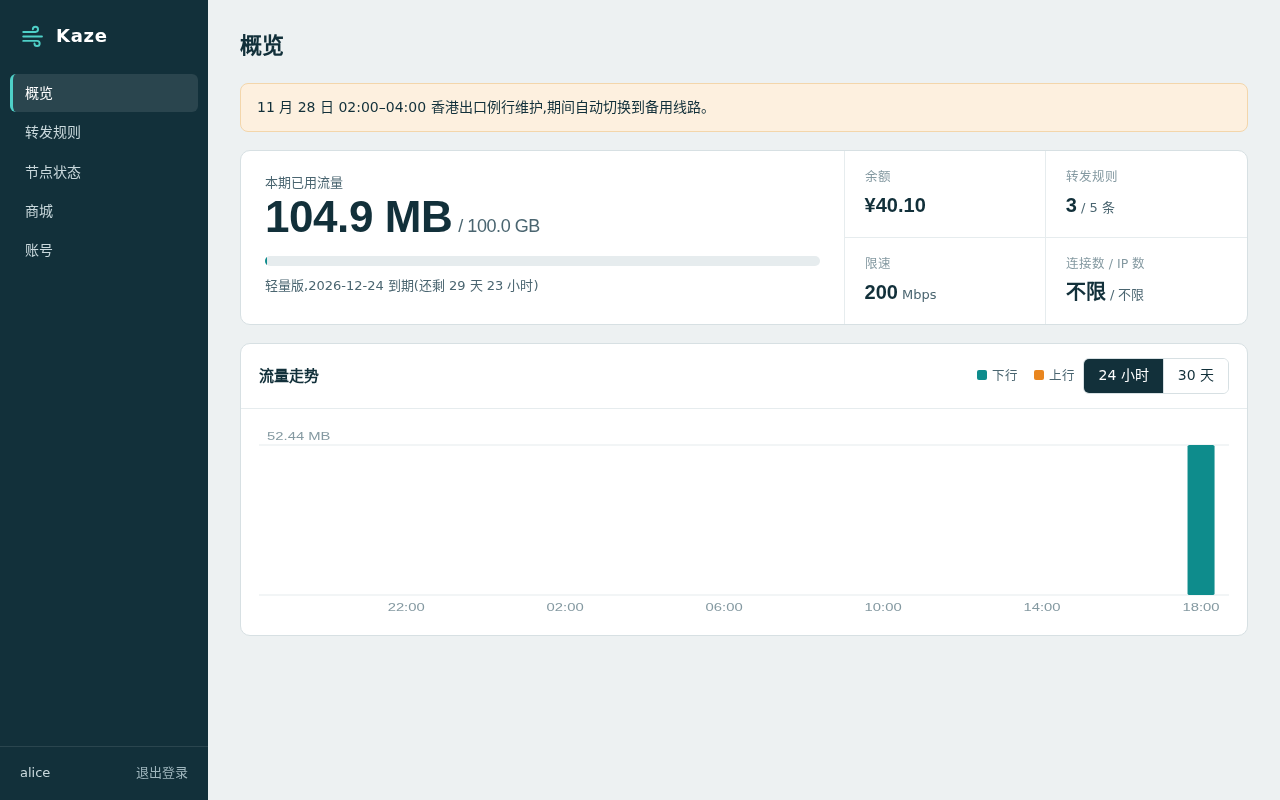 Kaze
概览
转发规则
节点状态
商城
账号
alice
退出登录
概览
11 月 28 日 02:00–04:00 香港出口例行维护,期间自动切换到备用线路。
本期已用流量
104.9 MB / 100.0 GB
轻量版,2026-12-24 到期(还剩 29 天 23 小时)
余额
¥40.10
转发规则
3 / 5 条
限速
200 Mbps
连接数 / IP 数
不限 / 不限
流量走势
下行
上行
24 小时
30 天
52.44 MB
22:00
02:00
06:00
10:00
14:00
18:00